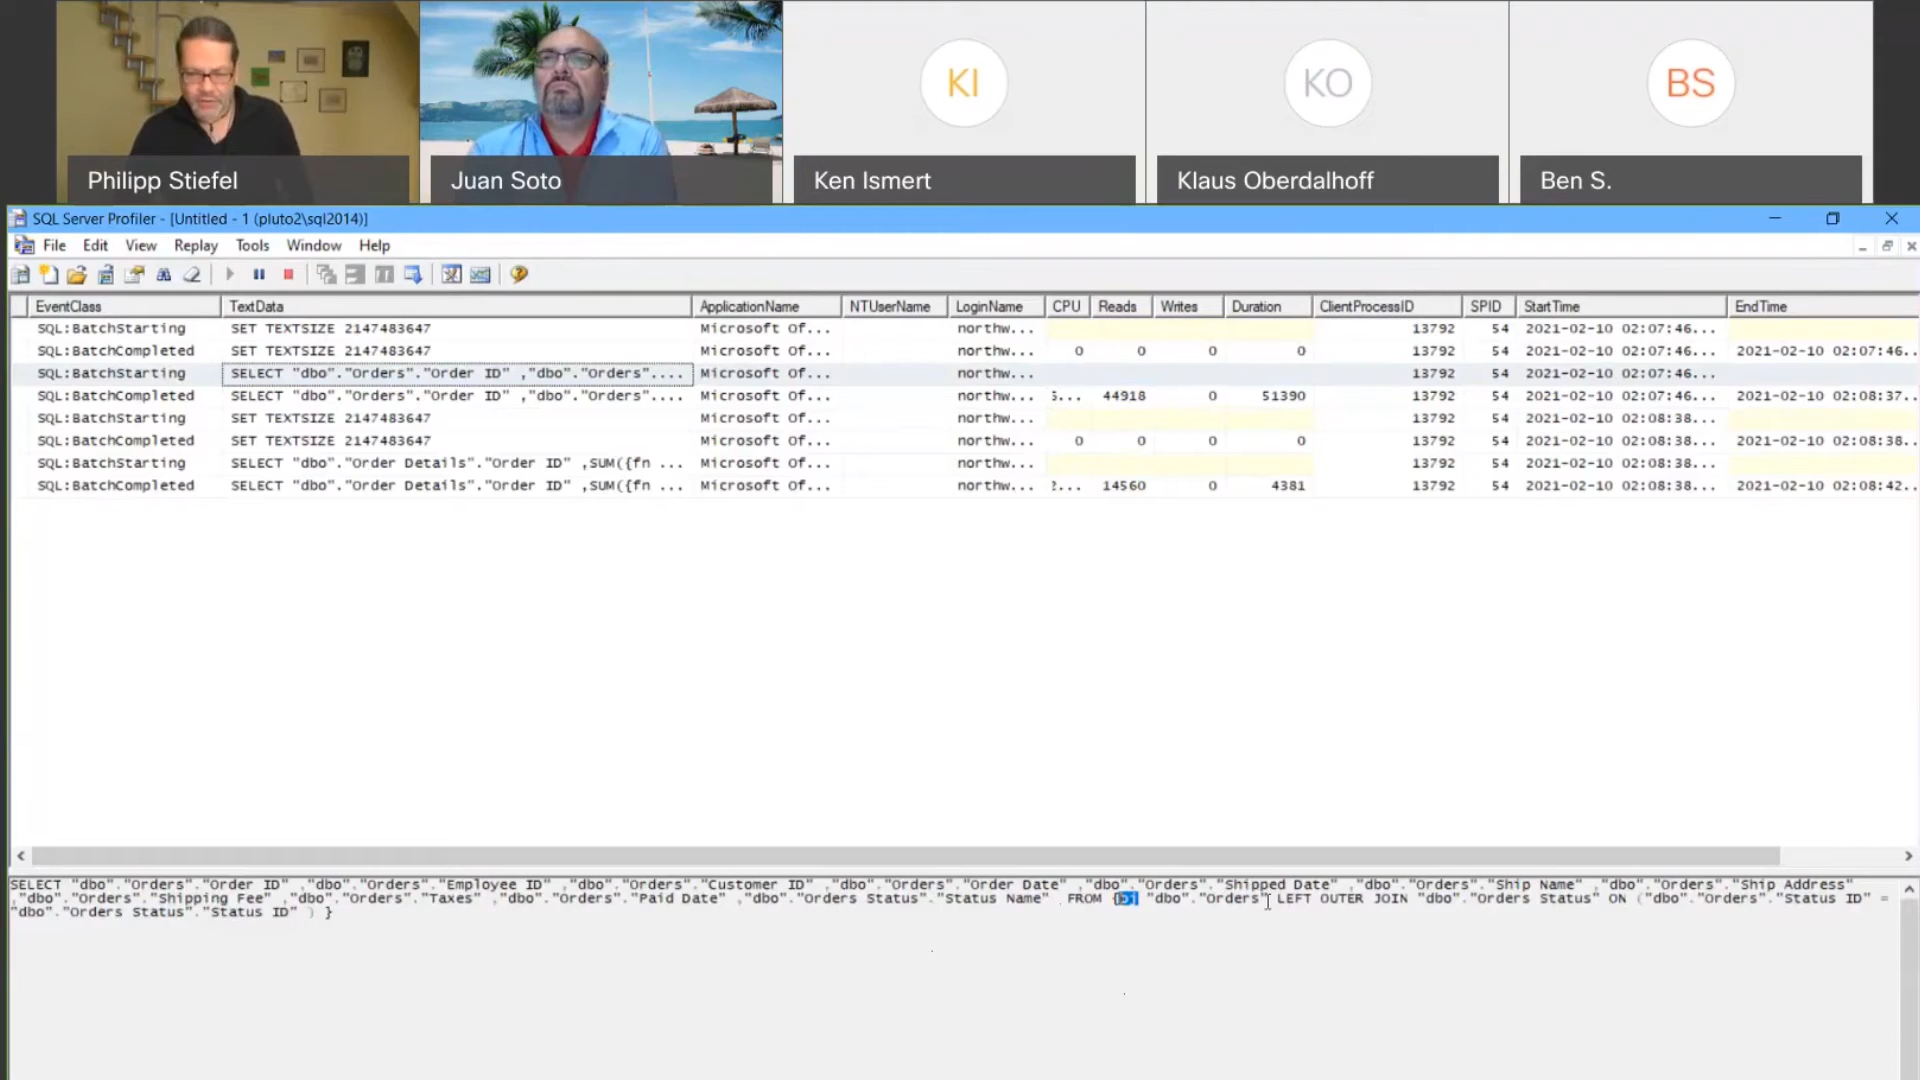 KI
KO
BS
Philipp Stiefel
Juan Soto
Ken Ismert
Klaus Oberdalhoff
Ben S.
SQL Server Profiler - [Untitled - 1 (pluto2\sql2014)]
File Edit View Replay Tools Window Help
EventClass TextData ApplicationName NTUserName LoginName CPU Reads Writes Duration ClientProcessID SPID StartTime EndTime
SQL:BatchStarting SET TEXTSIZE 2147483647 Microsoft Of... northw... 13792 54 2021-02-10 02:07:46...
SQL:BatchCompleted SET TEXTSIZE 2147483647 Microsoft Of... northw... 0 0 0 0 13792 54 2021-02-10 02:07:46... 2021-02-10 02:07:46..
SQL:BatchStarting SELECT "dbo"."Orders"."Order ID" ,"dbo"."Orders".... Microsoft Of... northw... 13792 54 2021-02-10 02:07:46...
SQL:BatchCompleted SELECT "dbo"."Orders"."Order ID" ,"dbo"."Orders".... Microsoft Of... northw... 44918 0 51390 13792 54 2021-02-10 02:07:46... 2021-02-10 02:08:37..
SQL:BatchStarting SET TEXTSIZE 2147483647 Microsoft Of... northw... 13792 54 2021-02-10 02:08:38...
SQL:BatchCompleted SET TEXTSIZE 2147483647 Microsoft Of... northw... 0 0 0 0 13792 54 2021-02-10 02:08:38... 2021-02-10 02:08:38..
SQL:BatchStarting SELECT "dbo"."Order Details"."Order ID" ,SUM({fn ... Microsoft Of... northw... 13792 54 2021-02-10 02:08:38...
SQL:BatchCompleted SELECT "dbo"."Order Details"."Order ID" ,SUM({fn ... Microsoft Of... northw... 14560 0 4381 13792 54 2021-02-10 02:08:38... 2021-02-10 02:08:42..
SELECT "dbo"."Orders"."Order ID" ,"dbo"."Orders"."Employee ID" ,"dbo"."Orders"."Customer ID" ,"dbo"."Orders"."Order Date" ,"dbo"."Orders"."Shipped Date" ,"dbo"."Orders"."Ship Name" ,"dbo"."Orders"."Ship Address"
,"dbo"."Orders"."Shipping Fee" ,"dbo"."Orders"."Taxes" ,"dbo"."Orders"."Paid Date" ,"dbo"."Orders Status"."Status Name" FROM {oj "dbo"."Orders" LEFT OUTER JOIN "dbo"."Orders Status" ON ("dbo"."Orders"."Status ID" =
"dbo"."Orders Status"."Status ID" ) }